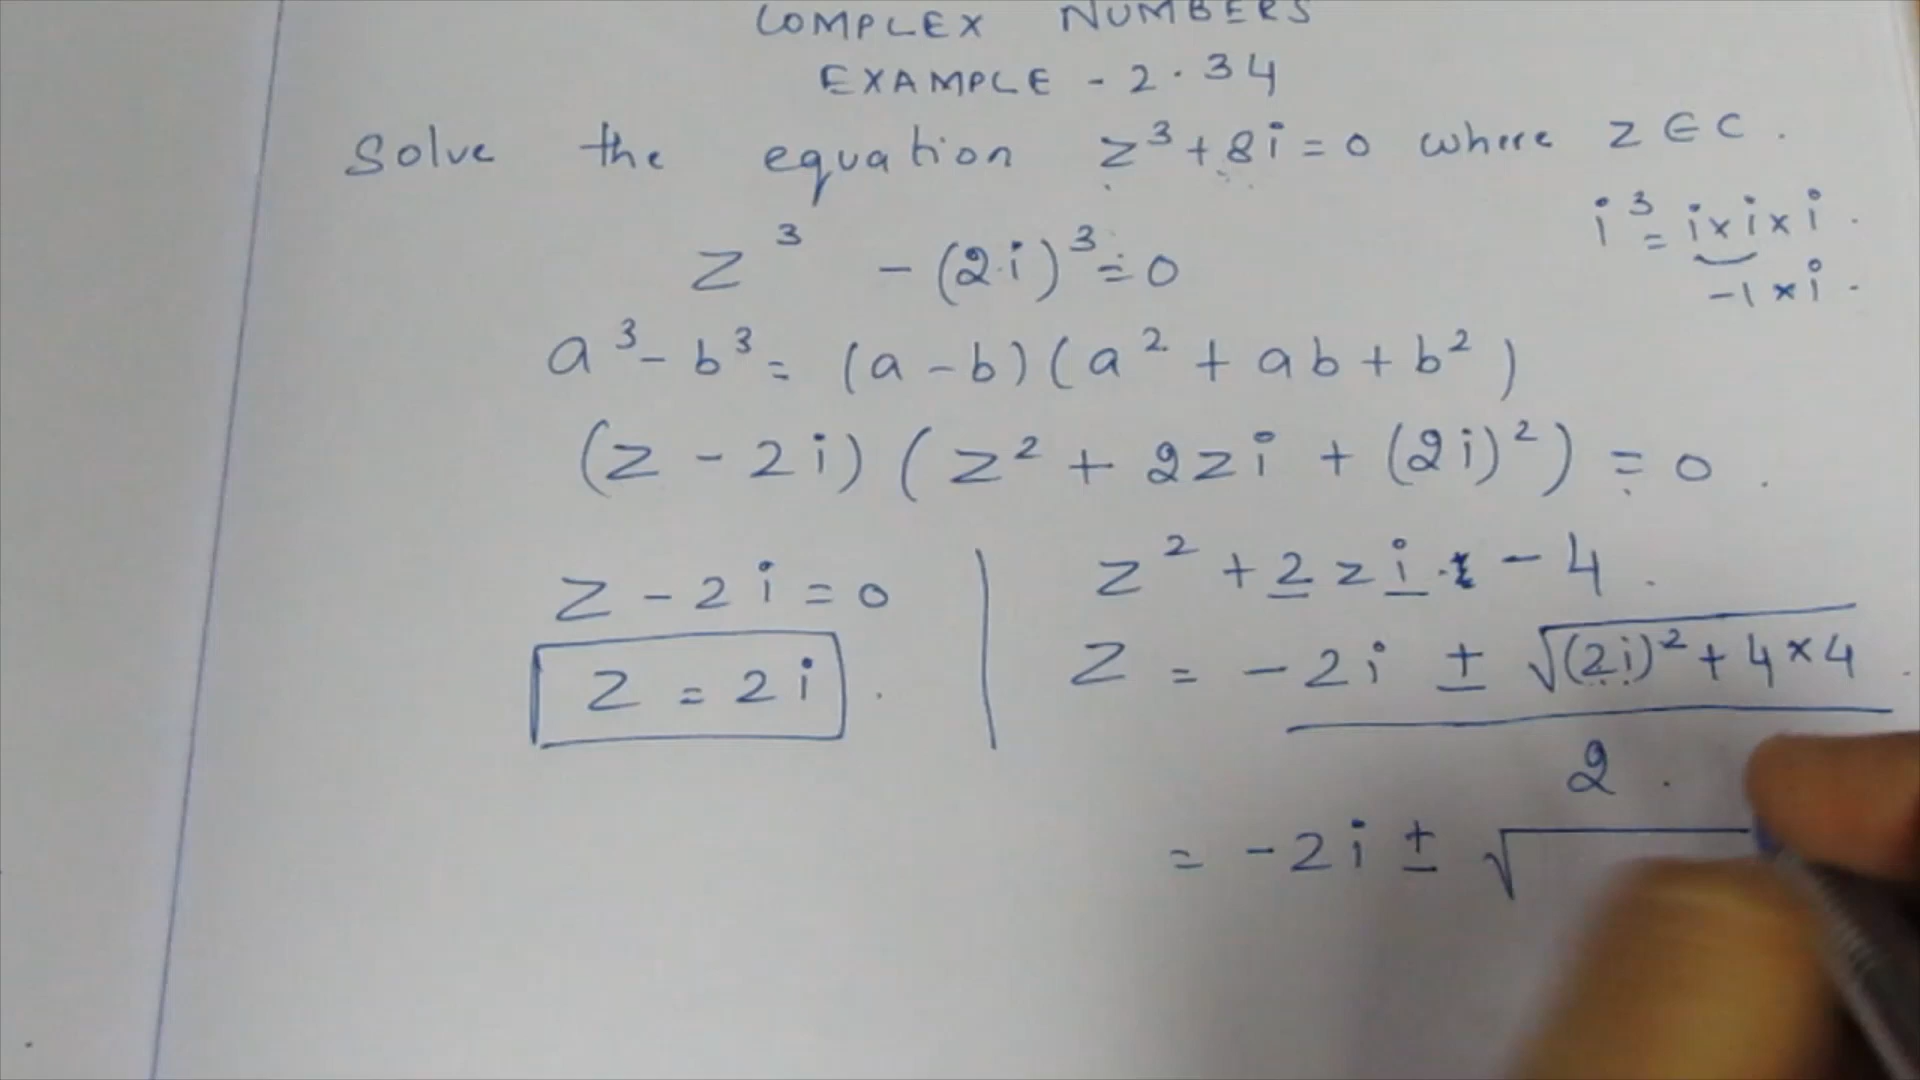 COMPLEX NUMBERS
EXAMPLE - 2.34
Solve the equation z³ + 8i = 0 where z ∈ C.
i³ = i×i×i.
-1×i.
z³ - (2i)³ = 0
a³ - b³ = (a - b)(a² + ab + b²)
(z - 2i)(z² + 2zi + (2i)²) = 0.
z - 2i = 0
z = 2i.
z² + 2zi - 4.
z = -2i ± √(2i)² + 4×4
2.
= -2i ± √